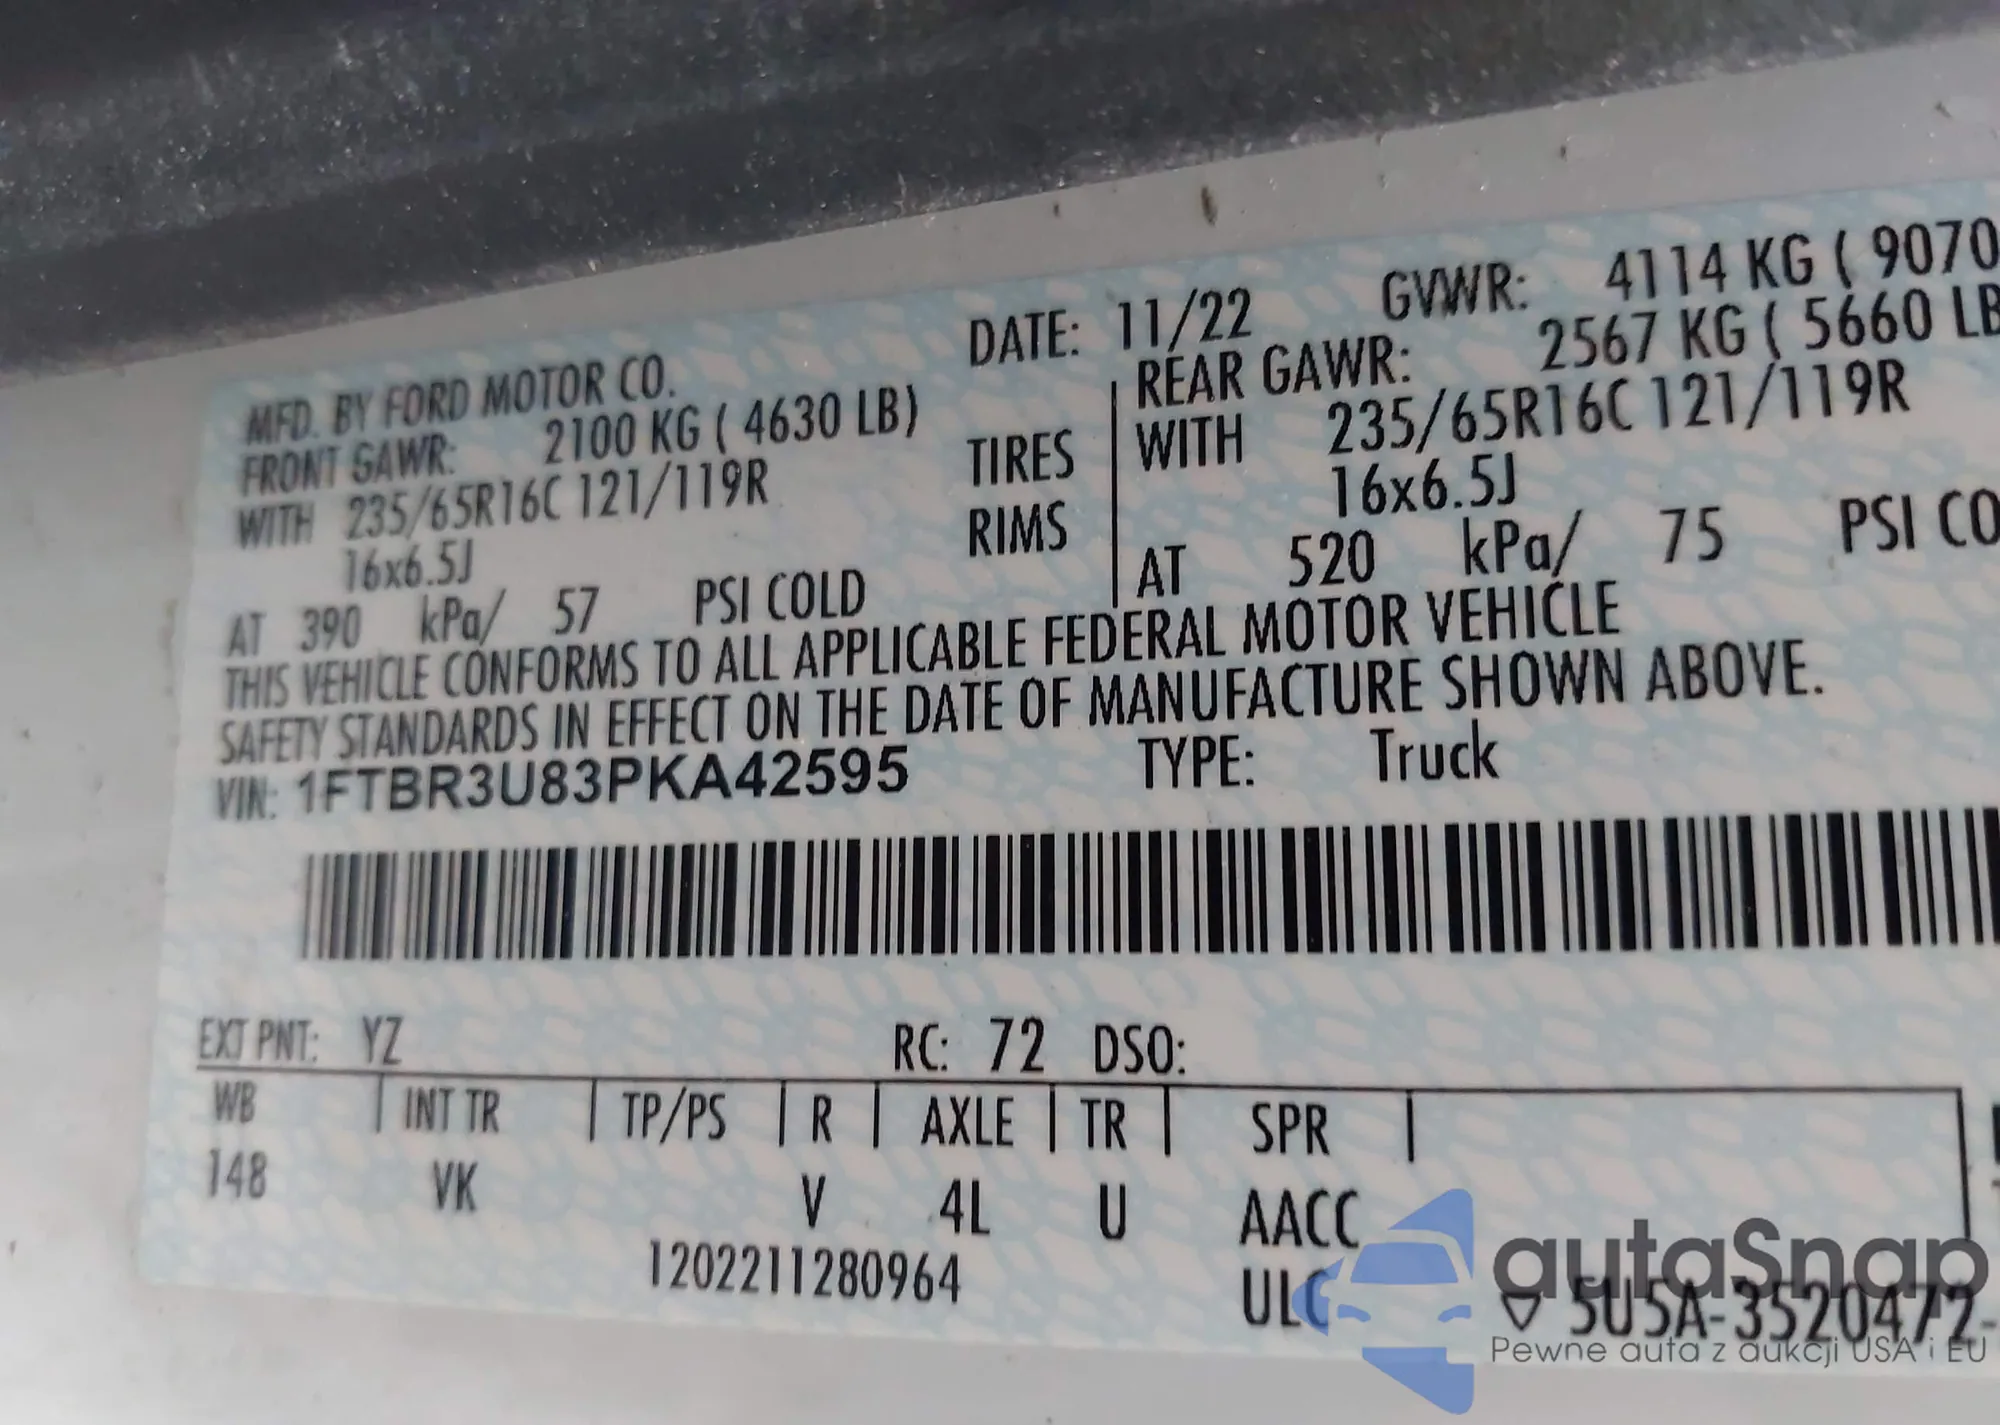 DATE: 11/22 GVWR: 4114 KG ( 9070
MFD. BY FORD MOTOR CO. REAR GAWR: 2567 KG ( 5660 LB
FRONT GAWR: 2100 KG ( 4630 LB) TIRES WITH 235/65R16C 121/119R
WITH 235/65R16C 121/119R RIMS 16x6.5J
16x6.5J AT 520 kPa/ 75 PSI CO
AT 390 kPa/ 57 PSI COLD
THIS VEHICLE CONFORMS TO ALL APPLICABLE FEDERAL MOTOR VEHICLE
SAFETY STANDARDS IN EFFECT ON THE DATE OF MANUFACTURE SHOWN ABOVE.
VIN: 1FTBR3U83PKA42595 TYPE: Truck
EXT PNT: YZ RC: 72 DSO:
WB | INT TR | TP/PS | R | AXLE | TR | SPR |
148 VK V 4L U AACC
1202211280964 ULC ▽ 5U5A-3520472-
autaSnap
Pewne auta z aukcji USA i EU